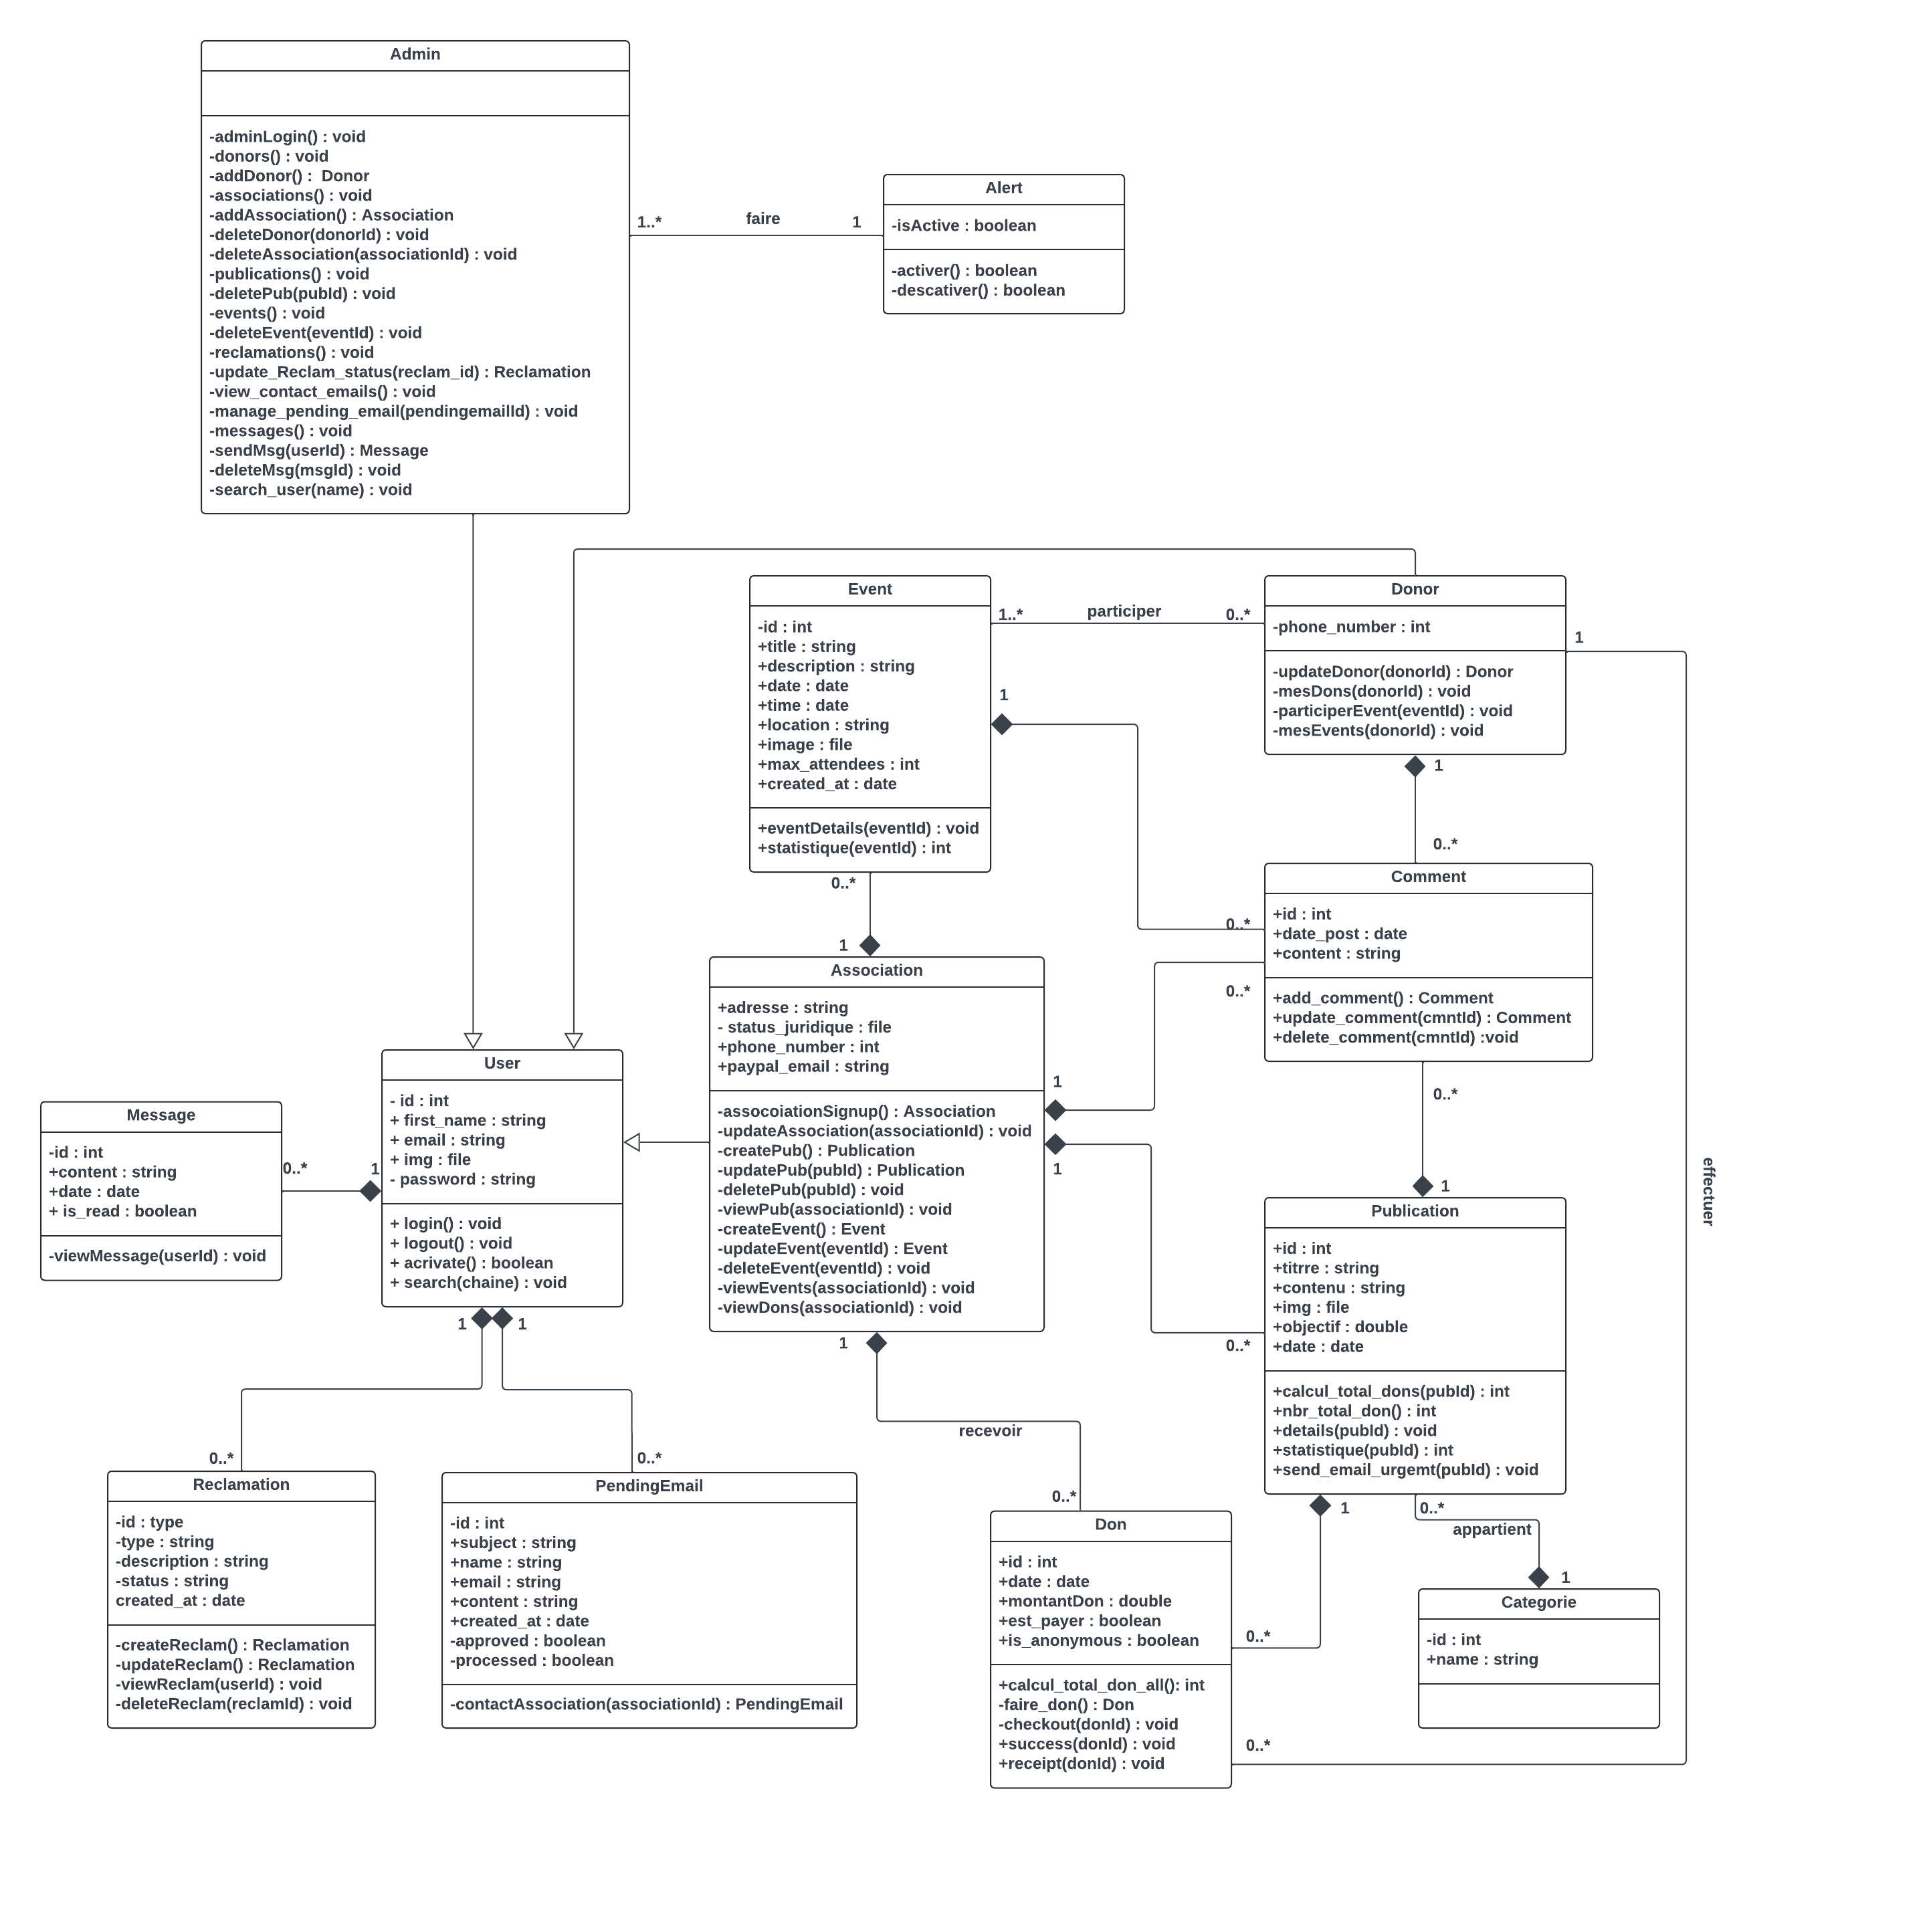 Admin
-adminLogin() : void
-donors() : void
-addDonor() :  Donor
-associations() : void
-addAssociation() : Association
-deleteDonor(donorId) : void
-deleteAssociation(associationId) : void
-publications() : void
-deletePub(pubId) : void
-events() : void
-deleteEvent(eventId) : void
-reclamations() : void
-update_Reclam_status(reclam_id) : Reclamation
-view_contact_emails() : void
-manage_pending_email(pendingemailId) : void
-messages() : void
-sendMsg(userId) : Message
-deleteMsg(msgId) : void
-search_user(name) : void
1..*
faire
1
Alert
-isActive : boolean
-activer() : boolean
-descativer() : boolean
Event
-id : int
+title : string
+description : string
+date : date
+time : date
+location : string
+image : file
+max_attendees : int
+created_at : date
+eventDetails(eventId) : void
+statistique(eventId) : int
1..*
participer
0..*
Donor
-phone_number : int
-updateDonor(donorId) : Donor
-mesDons(donorId) : void
-participerEvent(eventId) : void
-mesEvents(donorId) : void
1
1
1
0..*
0..*
0..*
1
Comment
+id : int
+date_post : date
+content : string
+add_comment() : Comment
+update_comment(cmntId) : Comment
+delete_comment(cmntId) :void
0..*
Association
+adresse : string
- status_juridique : file
+phone_number : int
+paypal_email : string
-assocoiationSignup() : Association
-updateAssociation(associationId) : void
-createPub() : Publication
-updatePub(pubId) : Publication
-deletePub(pubId) : void
-viewPub(associationId) : void
-createEvent() : Event
-updateEvent(eventId) : Event
-deleteEvent(eventId) : void
-viewEvents(associationId) : void
-viewDons(associationId) : void
1
1
0..*
1
User
- id : int
+ first_name : string
+ email : string
+ img : file
- password : string
+ login() : void
+ logout() : void
+ acrivate() : boolean
+ search(chaine) : void
Message
-id : int
+content : string
+date : date
+ is_read : boolean
-viewMessage(userId) : void
0..*
1
effectuer
Publication
+id : int
+titrre : string
+contenu : string
+img : file
+objectif : double
+date : date
+calcul_total_dons(pubId) : int
+nbr_total_don() : int
+details(pubId) : void
+statistique(pubId) : int
+send_email_urgemt(pubId) : void
1
1
1
0..*
recevoir
0..*
0..*
Reclamation
-id : type
-type : string
-description : string
-status : string
created_at : date
-createReclam() : Reclamation
-updateReclam() : Reclamation
-viewReclam(userId) : void
-deleteReclam(reclamId) : void
PendingEmail
-id : int
+subject : string
+name : string
+email : string
+content : string
+created_at : date
-approved : boolean
-processed : boolean
-contactAssociation(associationId) : PendingEmail
0..*
Don
+id : int
+date : date
+montantDon : double
+est_payer : boolean
+is_anonymous : boolean
+calcul_total_don_all(): int
-faire_don() : Don
-checkout(donId) : void
+success(donId) : void
+receipt(donId) : void
1
0..*
appartient
1
0..*
Categorie
-id : int
+name : string
0..*